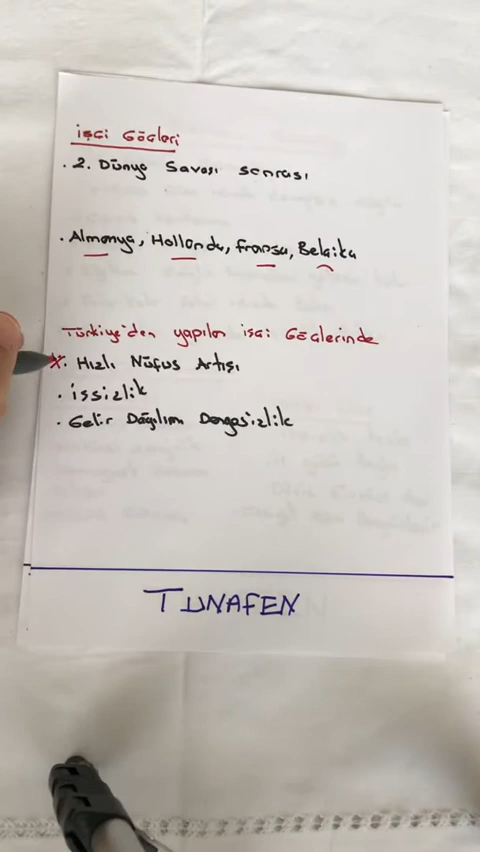 işçi Göçleri
. 2. Dünya Savaşı sonrası
. Almanya, Hollanda, fransa, Belçika
Türkiye'den yapılan işçi Göçlerinde
. Hızlı Nüfus Artışı
. işsizlik
. Gelir Dağılım Dengesizlik
TUNAFEN